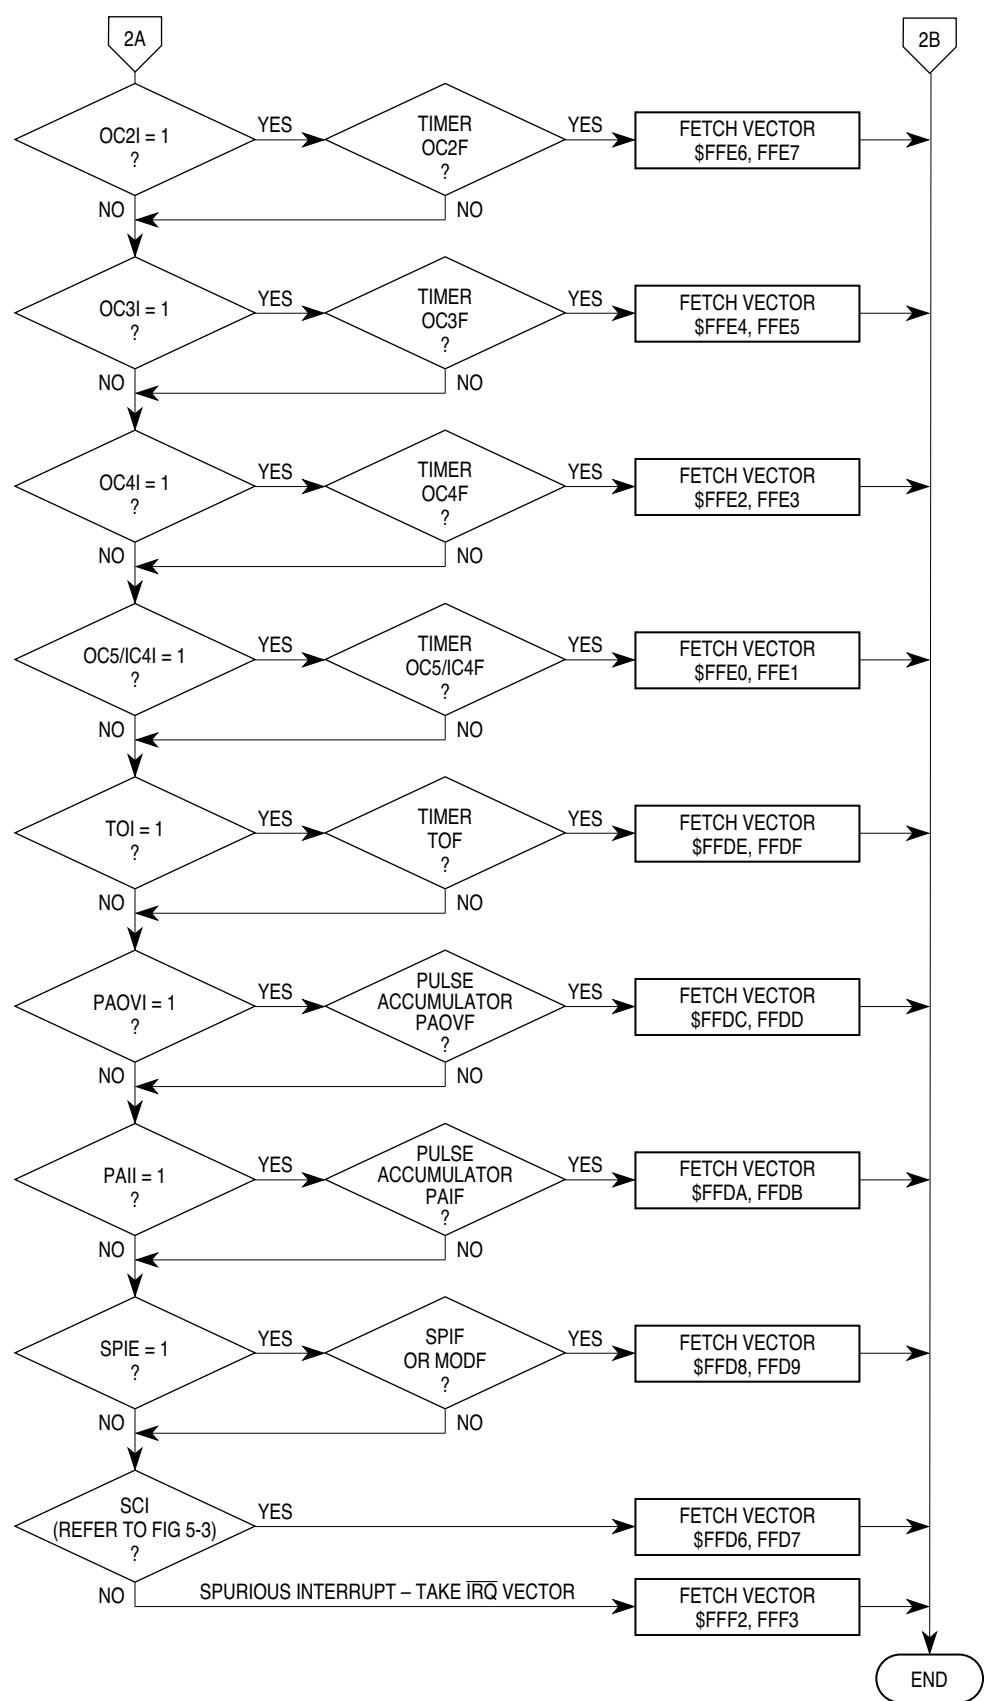 2A
2B
OC2I = 1
?
YES
TIMER
OC2F
?
YES
FETCH VECTOR
$FFE6, FFE7
NO
NO
OC3I = 1
?
YES
TIMER
OC3F
?
YES
FETCH VECTOR
$FFE4, FFE5
NO
NO
OC4I = 1
?
YES
TIMER
OC4F
?
YES
FETCH VECTOR
$FFE2, FFE3
NO
NO
OC5/IC4I = 1
?
YES
TIMER
OC5/IC4F
?
YES
FETCH VECTOR
$FFE0, FFE1
NO
NO
TOI = 1
?
YES
TIMER
TOF
?
YES
FETCH VECTOR
$FFDE, FFDF
NO
NO
PAOVI = 1
?
YES
PULSE
ACCUMULATOR
PAOVF
?
YES
FETCH VECTOR
$FFDC, FFDD
NO
NO
PAII = 1
?
YES
PULSE
ACCUMULATOR
PAIF
?
YES
FETCH VECTOR
$FFDA, FFDB
NO
NO
SPIE = 1
?
YES
SPIF
OR MODF
?
YES
FETCH VECTOR
$FFD8, FFD9
NO
NO
SCI
(REFER TO FIG 5-3)
?
YES
FETCH VECTOR
$FFD6, FFD7
NO
SPURIOUS INTERRUPT – TAKE I̅R̅Q̅ VECTOR
FETCH VECTOR
$FFF2, FFF3
END